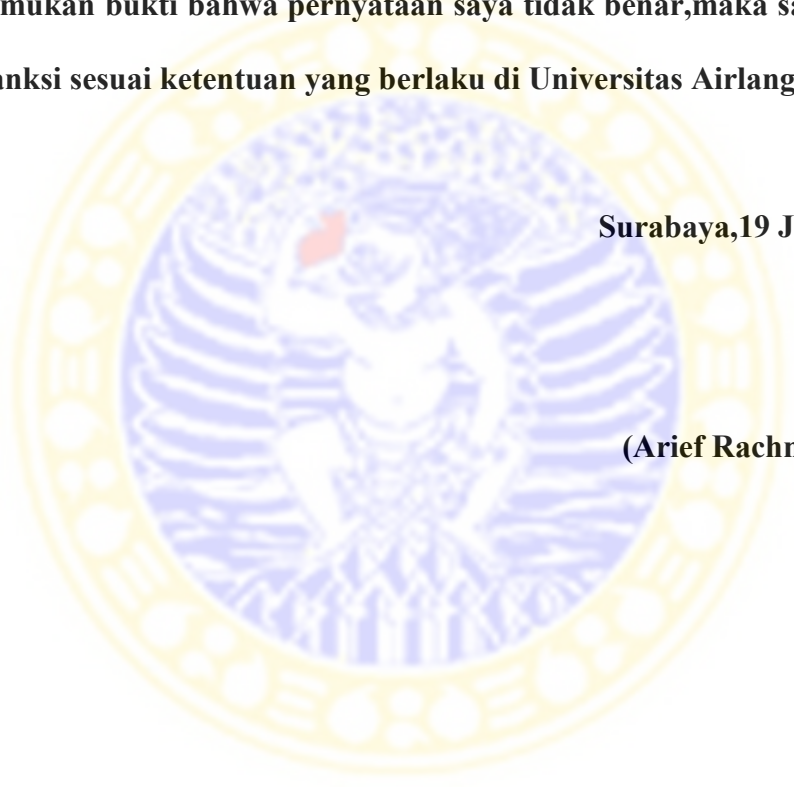 mukan bukti bahwa pernyataan saya tidak benar,maka sa
anksi sesuai ketentuan yang berlaku di Universitas Airlang
Surabaya,19 J
(Arief Rachm